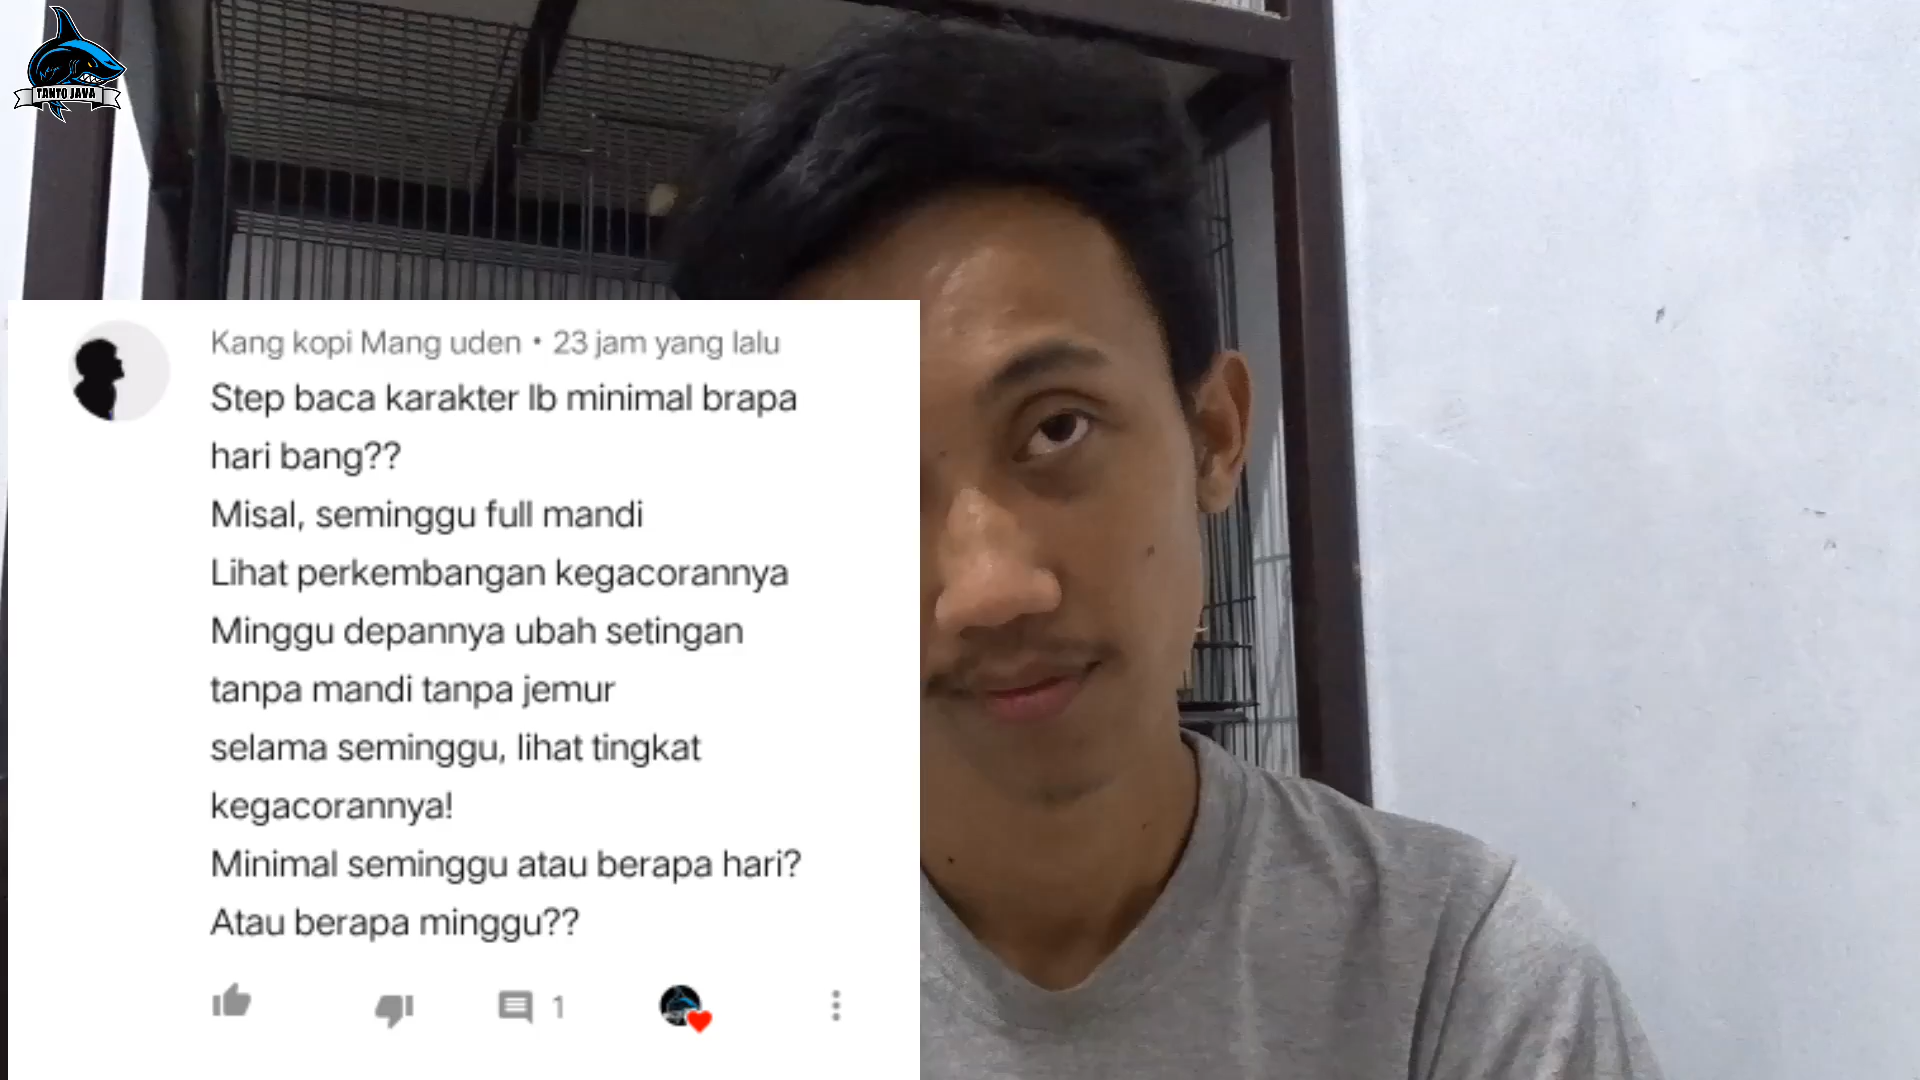 TANTO JAVA
Kang kopi Mang uden • 23 jam yang lalu
Step baca karakter lb minimal brapa
hari bang??
Misal, seminggu full mandi
Lihat perkembangan kegacorannya
Minggu depannya ubah setingan
tanpa mandi tanpa jemur
selama seminggu, lihat tingkat
kegacorannya!
Minimal seminggu atau berapa hari?
Atau berapa minggu??
1